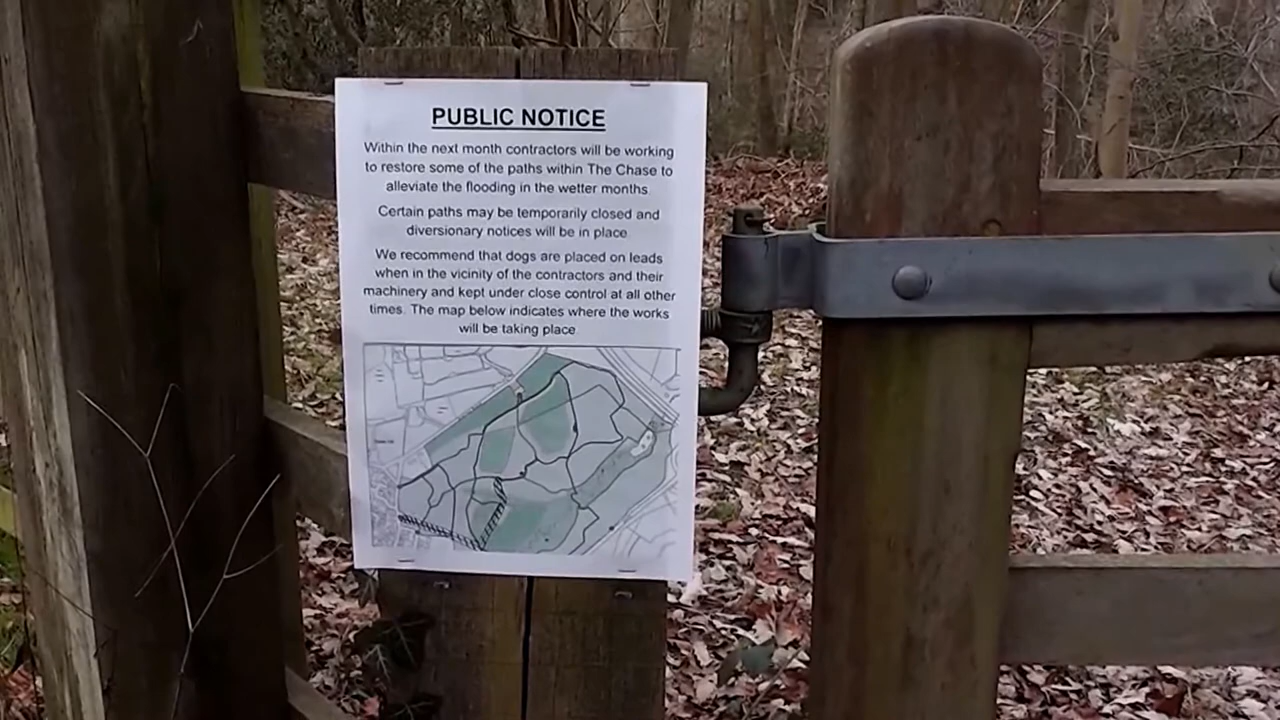 PUBLIC NOTICE
Within the next month contractors will be working
to restore some of the paths within The Chase to
alleviate the flooding in the wetter months.
Certain paths may be temporarily closed and
diversionary notices will be in place
We recommend that dogs are placed on leads
when in the vicinity of the contractors and their
machinery and kept under close control at all other
times. The map below indicates where the works
will be taking place